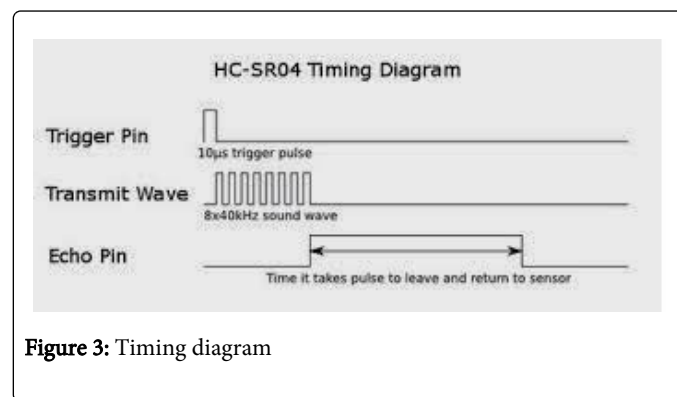 HC-SR04 Timing Diagram
Trigger Pin
10µs trigger pulse
Transmit Wave
8x40kHz sound wave
Echo Pin
Time it takes pulse to leave and return to sensor
Figure 3: Timing diagram